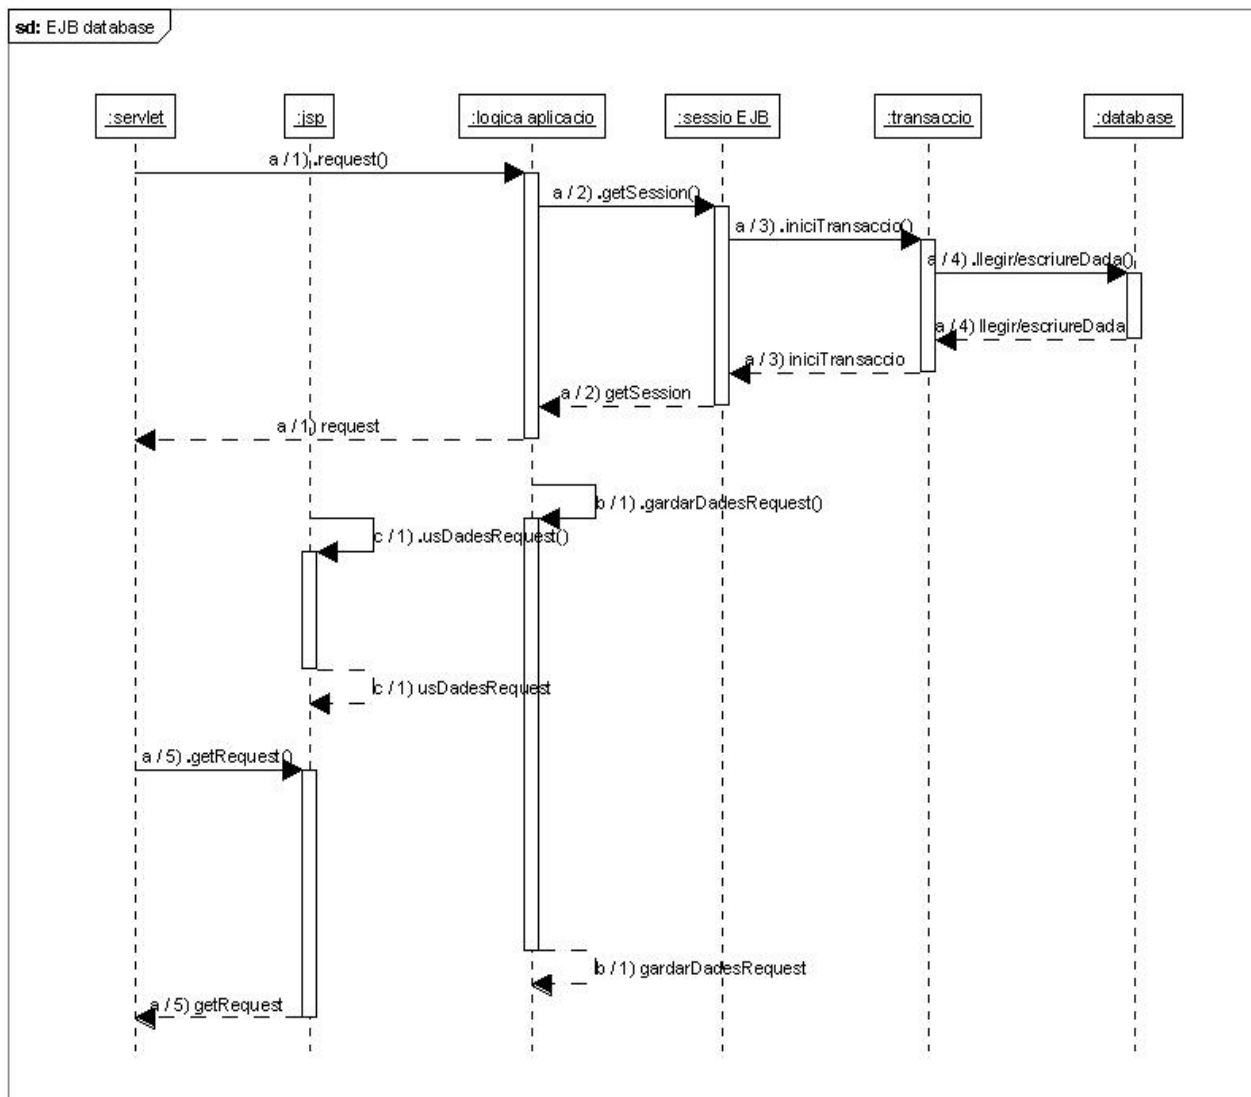 sd: EJB database
:servlet
:jsp
:logica aplicacio
:sessio EJB
:transaccio
:database
a / 1) .request()
a / 2) .getSession()
a / 3) .iniciTransaccio()
a / 4) .llegir/escriureDada()
a / 4) llegir/escriureDada
a / 3) iniciTransaccio
a / 2) getSession
a / 1) request
b / 1) .gardarDadesRequest()
c / 1) .usDadesRequest()
c / 1) usDadesRequest
a / 5) .getRequest()
b / 1) gardarDadesRequest
a / 5) getRequest